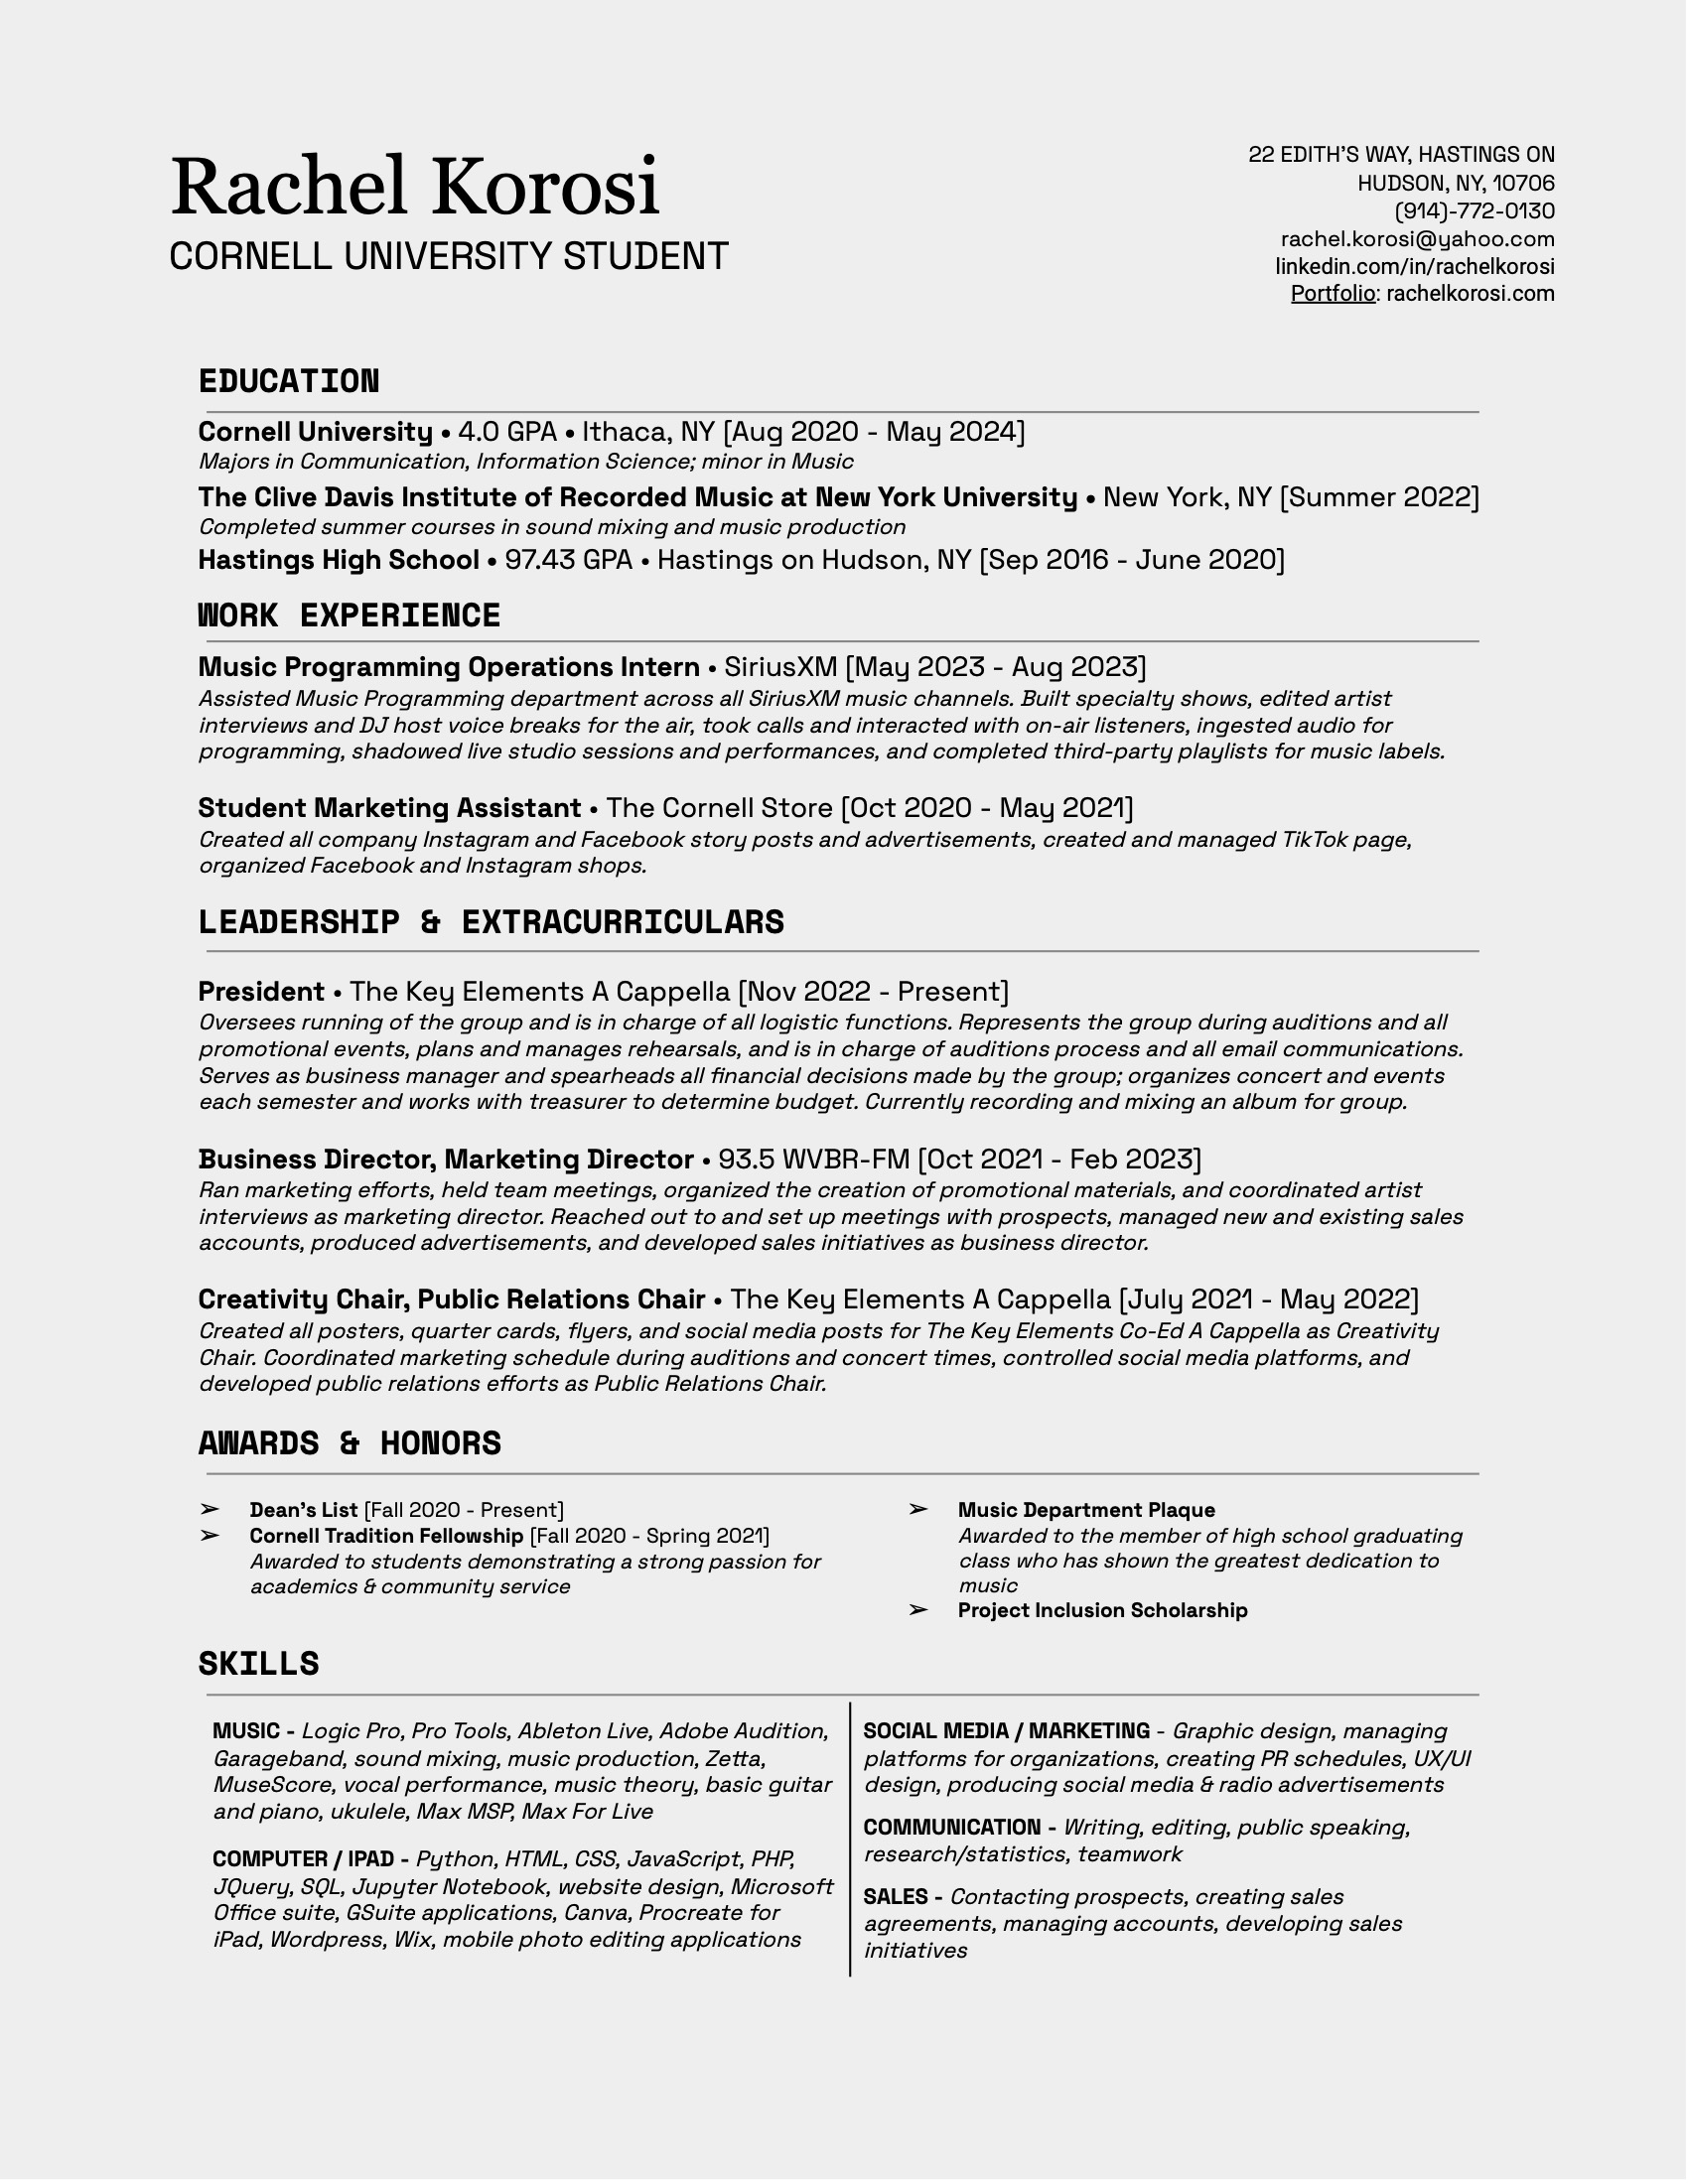 Rachel Korosi
CORNELL UNIVERSITY STUDENT
22 EDITH'S WAY, HASTINGS ON
HUDSON, NY, 10706
(914)-772-0130
rachel.korosi@yahoo.com
linkedin.com/in/rachelkorosi
Portfolio: rachelkorosi.com
EDUCATION
Cornell University • 4.0 GPA • Ithaca, NY [Aug 2020 - May 2024]
Majors in Communication, Information Science; minor in Music
The Clive Davis Institute of Recorded Music at New York University • New York, NY [Summer 2022]
Completed summer courses in sound mixing and music production
Hastings High School • 97.43 GPA • Hastings on Hudson, NY [Sep 2016 - June 2020]
WORK EXPERIENCE
Music Programming Operations Intern • SiriusXM [May 2023 - Aug 2023]
Assisted Music Programming department across all SiriusXM music channels. Built specialty shows, edited artist
interviews and DJ host voice breaks for the air, took calls and interacted with on-air listeners, ingested audio for
programming, shadowed live studio sessions and performances, and completed third-party playlists for music labels.
Student Marketing Assistant • The Cornell Store [Oct 2020 - May 2021]
Created all company Instagram and Facebook story posts and advertisements, created and managed TikTok page,
organized Facebook and Instagram shops.
LEADERSHIP & EXTRACURRICULARS
President • The Key Elements A Cappella [Nov 2022 - Present]
Oversees running of the group and is in charge of all logistic functions. Represents the group during auditions and all
promotional events, plans and manages rehearsals, and is in charge of auditions process and all email communications.
Serves as business manager and spearheads all financial decisions made by the group; organizes concert and events
each semester and works with treasurer to determine budget. Currently recording and mixing an album for group.
Business Director, Marketing Director • 93.5 WVBR-FM [Oct 2021 - Feb 2023]
Ran marketing efforts, held team meetings, organized the creation of promotional materials, and coordinated artist
interviews as marketing director. Reached out to and set up meetings with prospects, managed new and existing sales
accounts, produced advertisements, and developed sales initiatives as business director.
Creativity Chair, Public Relations Chair • The Key Elements A Cappella [July 2021 - May 2022]
Created all posters, quarter cards, flyers, and social media posts for The Key Elements Co-Ed A Cappella as Creativity
Chair. Coordinated marketing schedule during auditions and concert times, controlled social media platforms, and
developed public relations efforts as Public Relations Chair.
AWARDS & HONORS
➢ Dean's List [Fall 2020 - Present]
➢ Cornell Tradition Fellowship [Fall 2020 - Spring 2021]
Awarded to students demonstrating a strong passion for
academics & community service
➢ Music Department Plaque
Awarded to the member of high school graduating
class who has shown the greatest dedication to
music
➢ Project Inclusion Scholarship
SKILLS
MUSIC - Logic Pro, Pro Tools, Ableton Live, Adobe Audition,
Garageband, sound mixing, music production, Zetta,
MuseScore, vocal performance, music theory, basic guitar
and piano, ukulele, Max MSP, Max For Live
COMPUTER / IPAD - Python, HTML, CSS, JavaScript, PHP,
JQuery, SQL, Jupyter Notebook, website design, Microsoft
Office suite, GSuite applications, Canva, Procreate for
iPad, Wordpress, Wix, mobile photo editing applications
SOCIAL MEDIA / MARKETING - Graphic design, managing
platforms for organizations, creating PR schedules, UX/UI
design, producing social media & radio advertisements
COMMUNICATION - Writing, editing, public speaking,
research/statistics, teamwork
SALES - Contacting prospects, creating sales
agreements, managing accounts, developing sales
initiatives